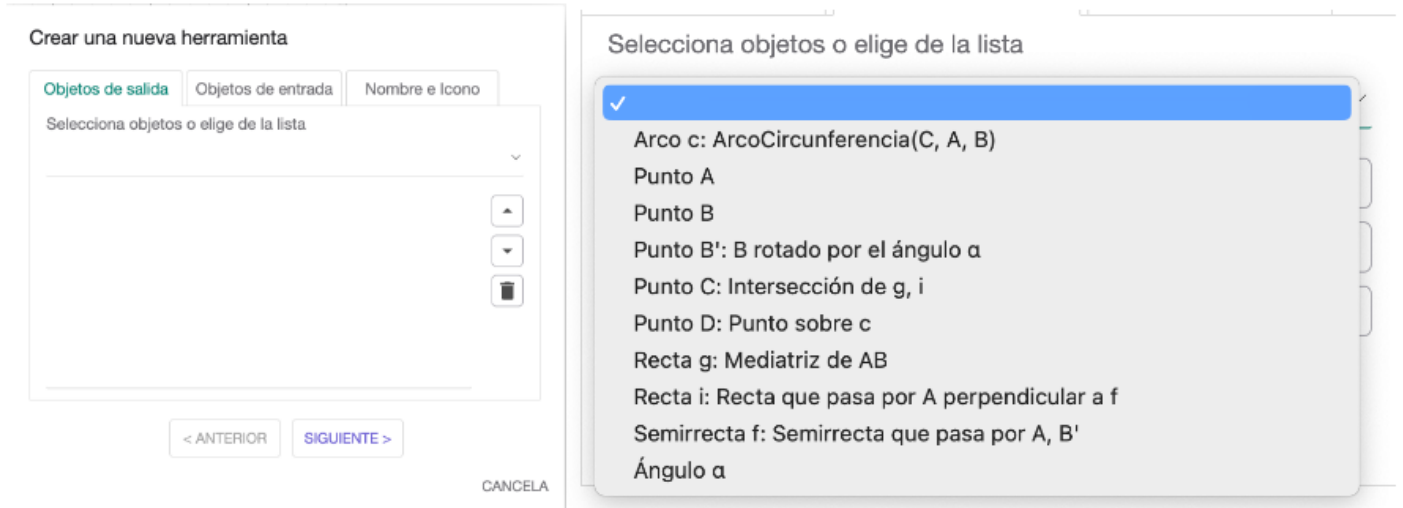 Crear una nueva herramienta
Objetos de salida
Objetos de entrada
Nombre e Icono
Selecciona objetos o elige de la lista
< ANTERIOR
SIGUIENTE >
CANCELA
Selecciona objetos o elige de la lista
Arco c: ArcoCircunferencia(C, A, B)
Punto A
Punto B
Punto B': B rotado por el ángulo α
Punto C: Intersección de g, i
Punto D: Punto sobre c
Recta g: Mediatriz de AB
Recta i: Recta que pasa por A perpendicular a f
Semirrecta f: Semirrecta que pasa por A, B'
Ángulo α